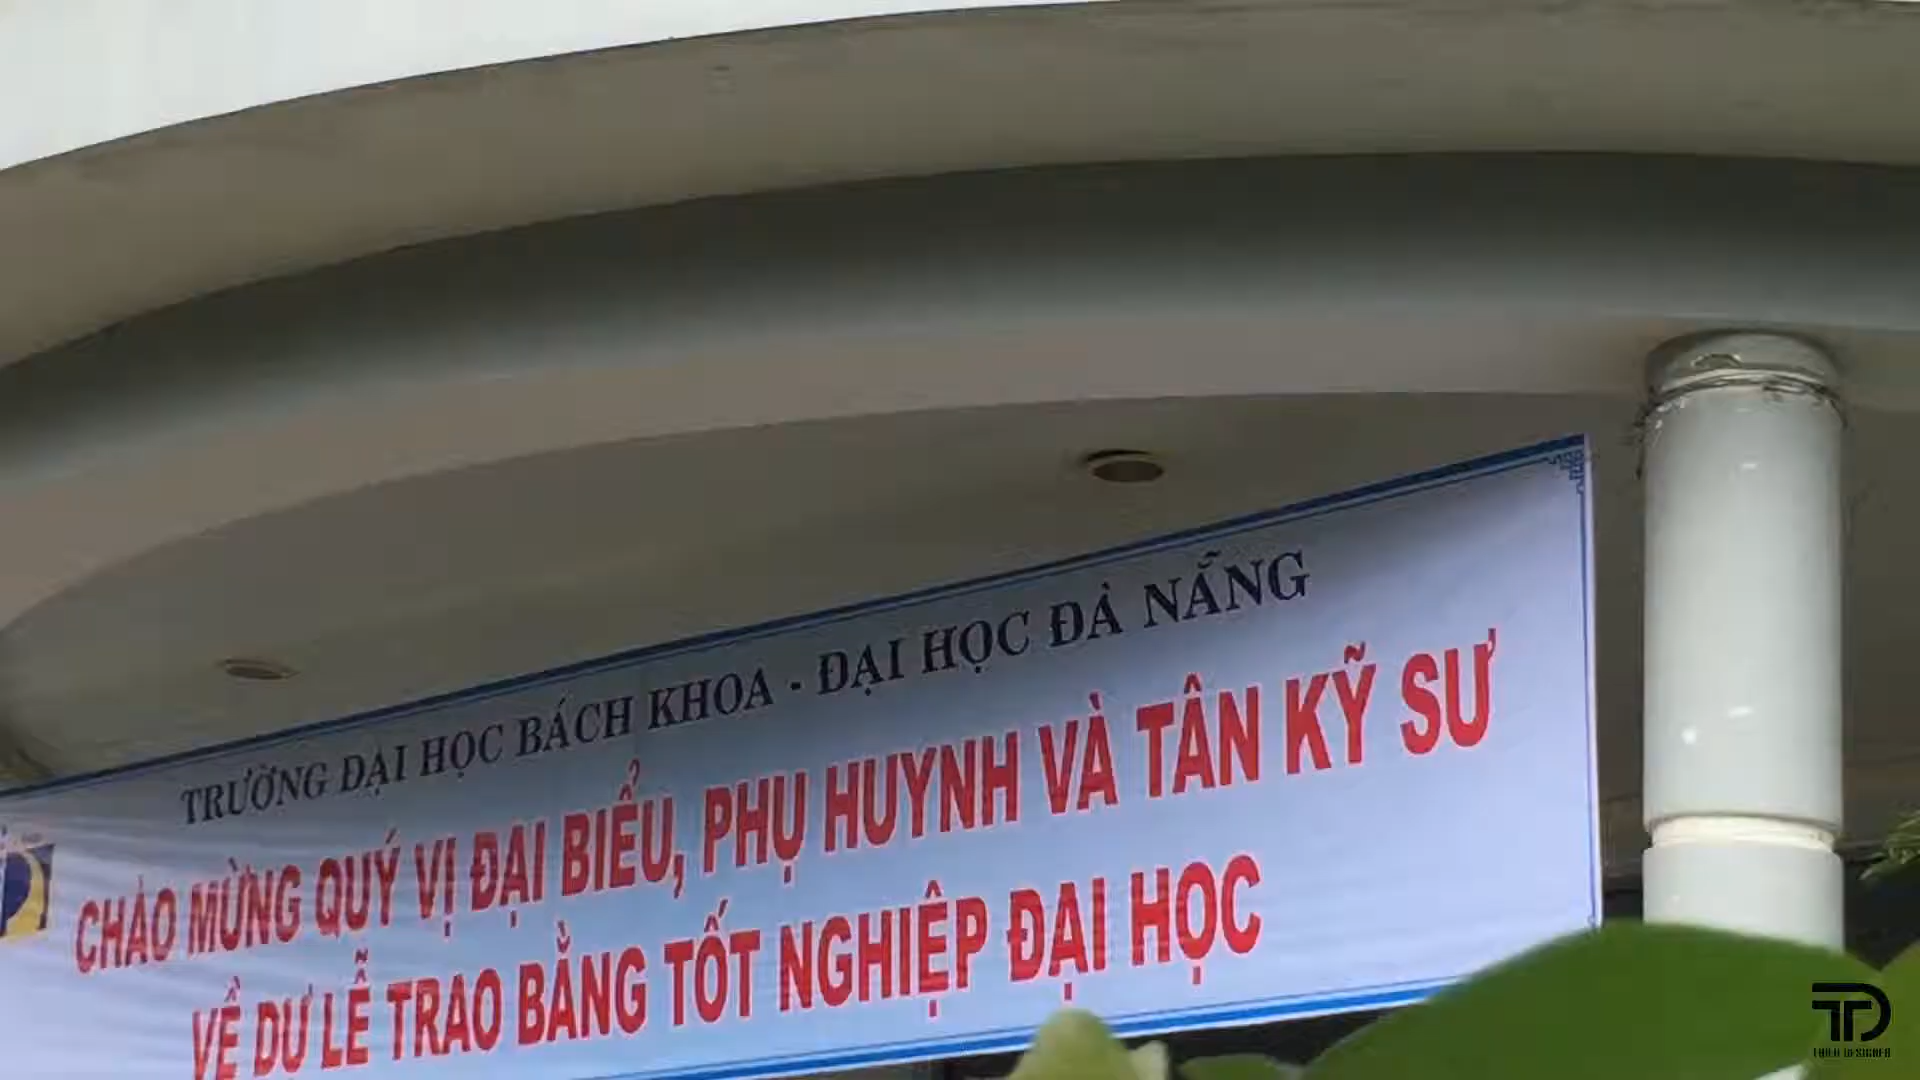 TRƯỜNG ĐẠI HỌC BÁCH KHOA - ĐẠI HỌC ĐÀ NẴNG
CHÀO MỪNG QUÝ VỊ ĐẠI BIỂU, PHỤ HUYNH VÀ TÂN KỸ SƯ
VỀ DỰ LỄ TRAO BẰNG TỐT NGHIỆP ĐẠI HỌC